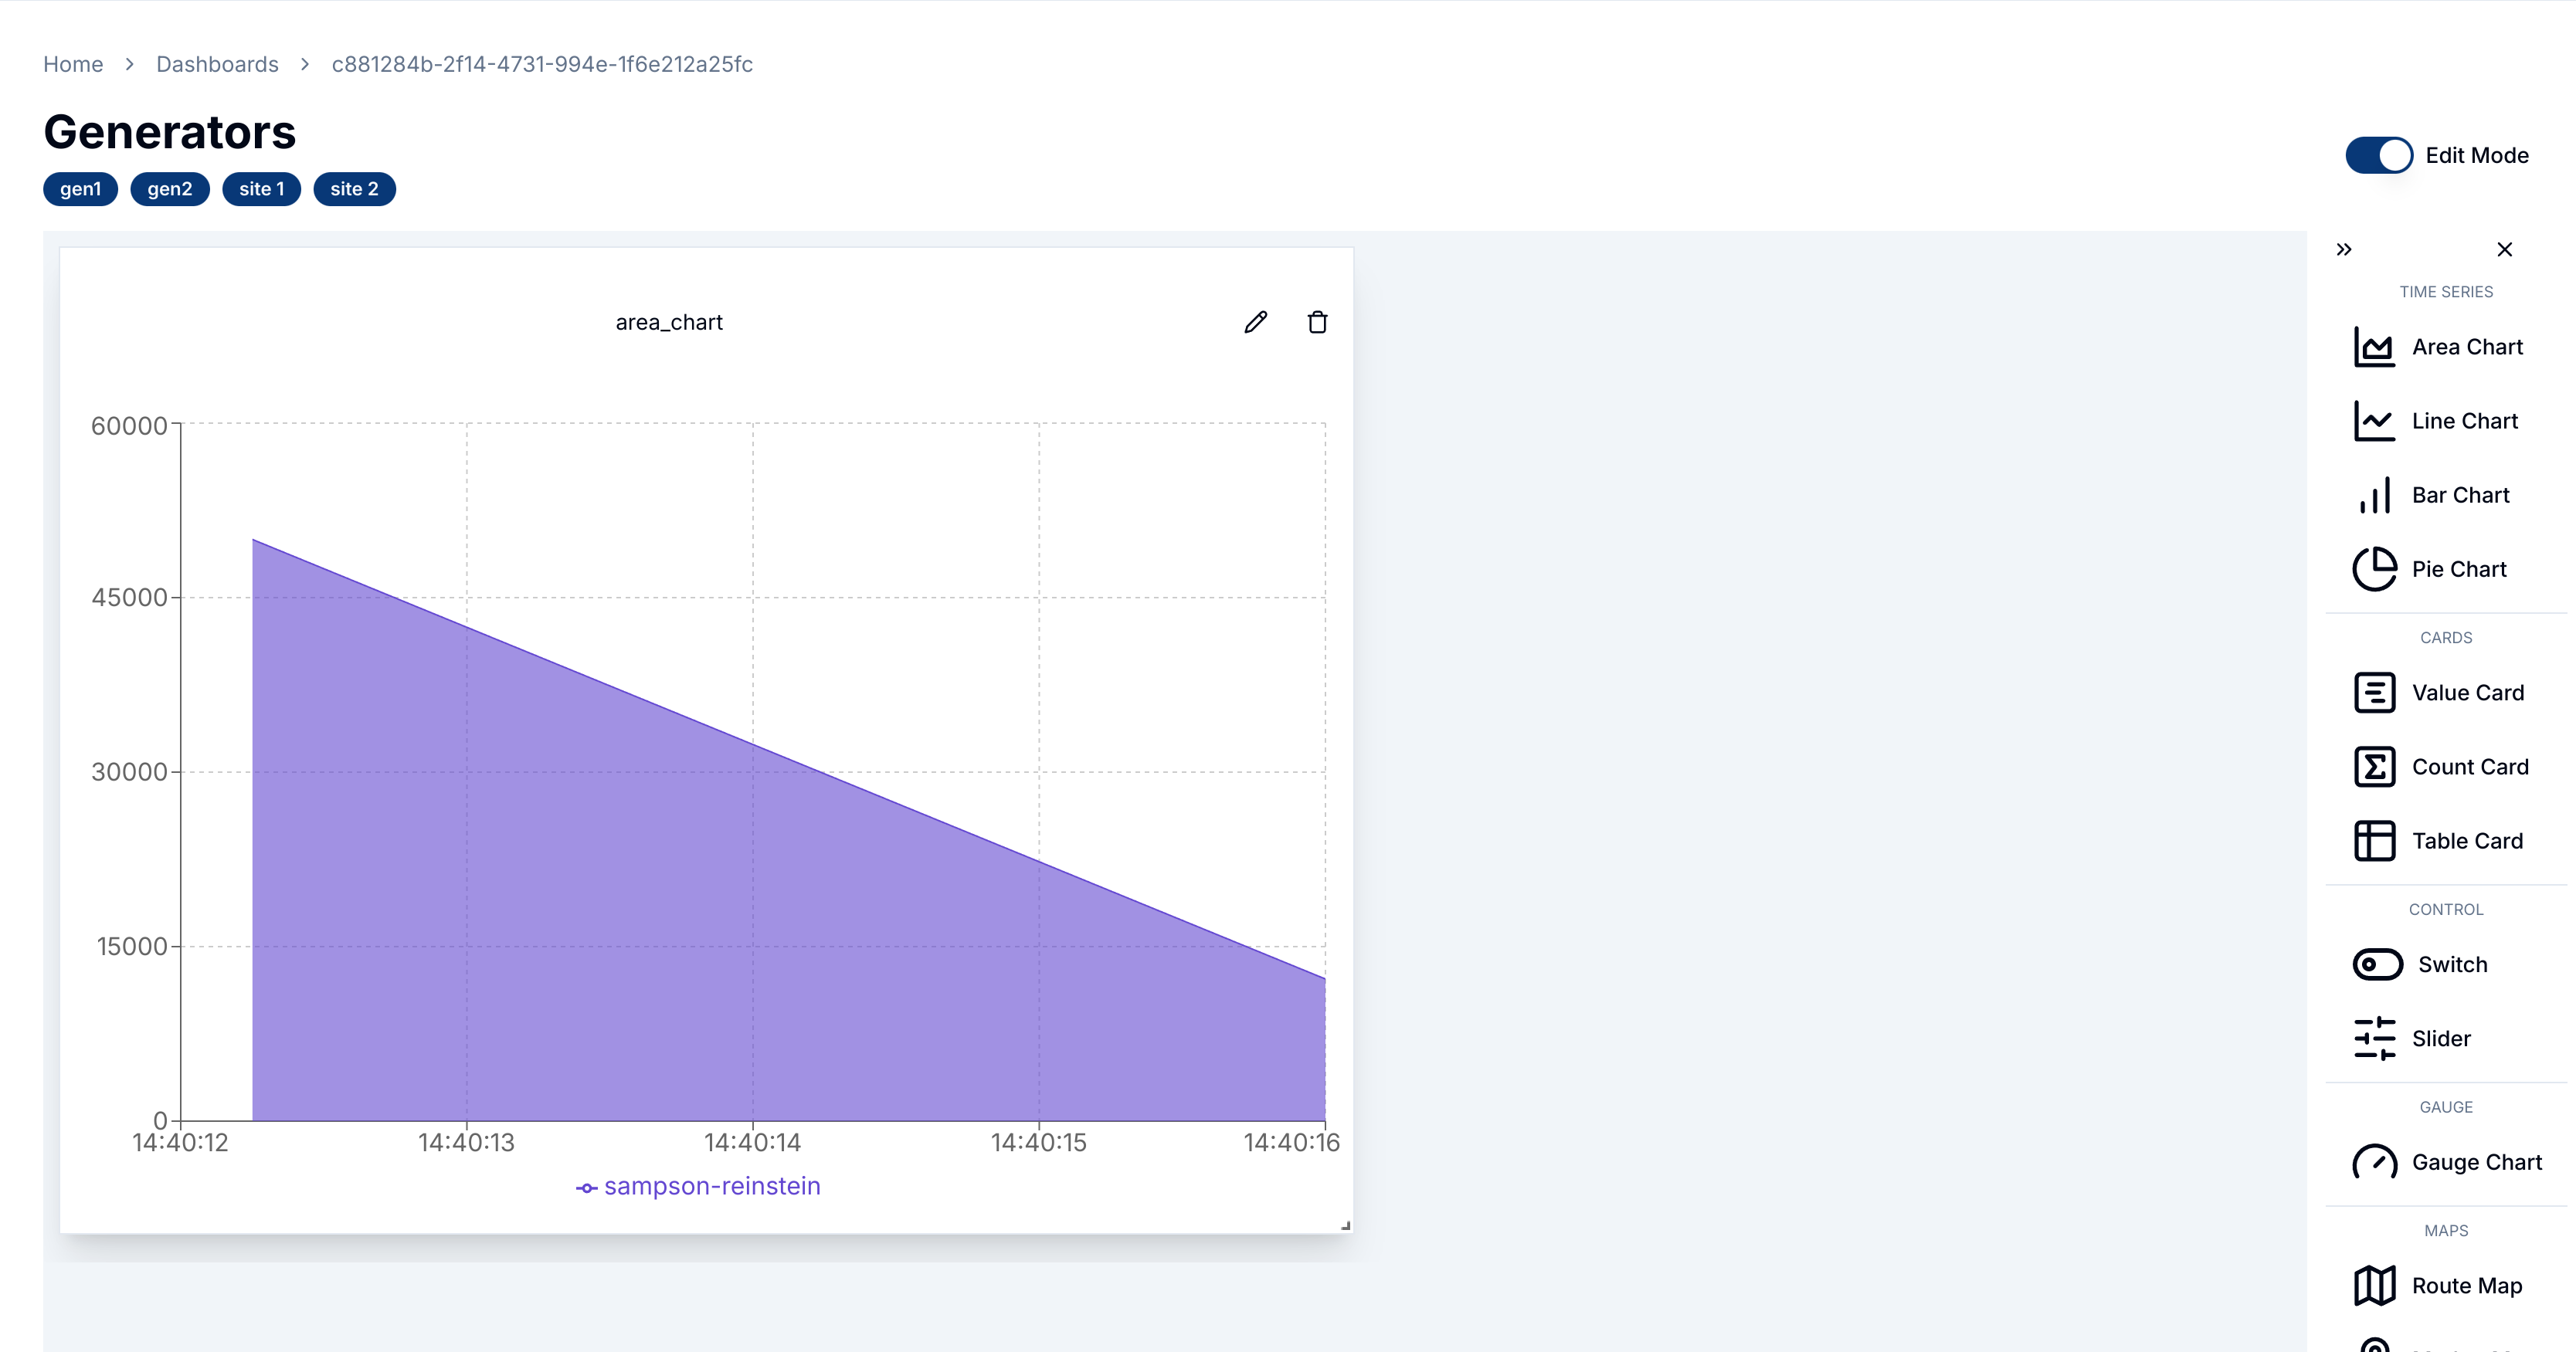 Home > Dashboards > c881284b-2f14-4731-994e-1f6e212a25fc
Generators
gen1 gen2 site 1 site 2
Edit Mode
area_chart
60000
45000
30000
15000
0
14:40:12 14:40:13 14:40:14 14:40:15 14:40:16
sampson-reinstein
TIME SERIES
Area Chart
Line Chart
Bar Chart
Pie Chart
CARDS
Value Card
Count Card
Table Card
CONTROL
Switch
Slider
GAUGE
Gauge Chart
MAPS
Route Map